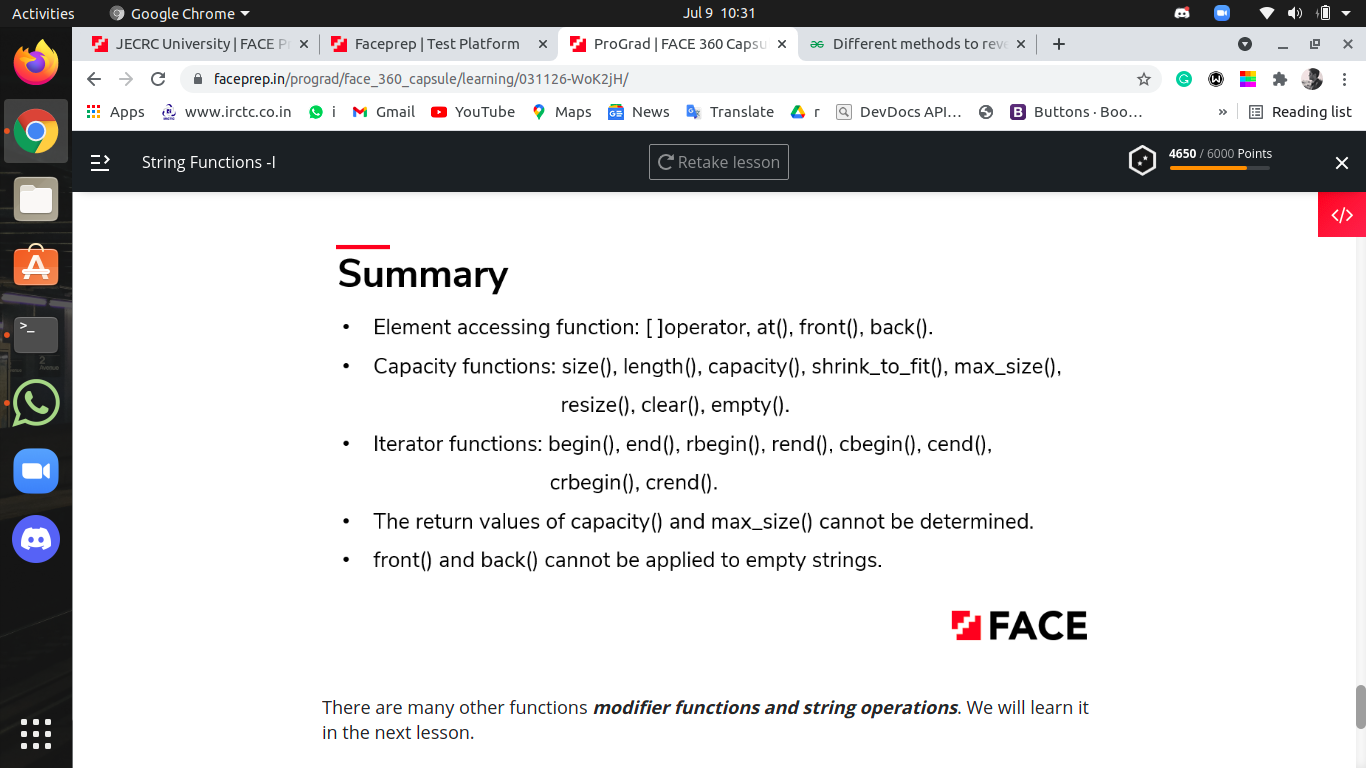 Activities
Google Chrome
Jul 9 10:31
JECRC University | FACE P
Faceprep | Test Platform
ProGrad | FACE 360 Capsu
Different methods to rev
faceprep.in/prograd/face_360_capsule/learning/031126-WoK2jH/
Apps
www.irctc.co.in
i
Gmail
YouTube
Maps
News
Translate
r
DevDocs API...
Buttons · Boo...
»
Reading list
String Functions -I
Retake lesson
4650 / 6000 Points
</>
Summary
• Element accessing function: [ ]operator, at(), front(), back().
• Capacity functions: size(), length(), capacity(), shrink_to_fit(), max_size(),
resize(), clear(), empty().
• Iterator functions: begin(), end(), rbegin(), rend(), cbegin(), cend(),
crbegin(), crend().
• The return values of capacity() and max_size() cannot be determined.
• front() and back() cannot be applied to empty strings.
FACE
There are many other functions modifier functions and string operations. We will learn it
in the next lesson.